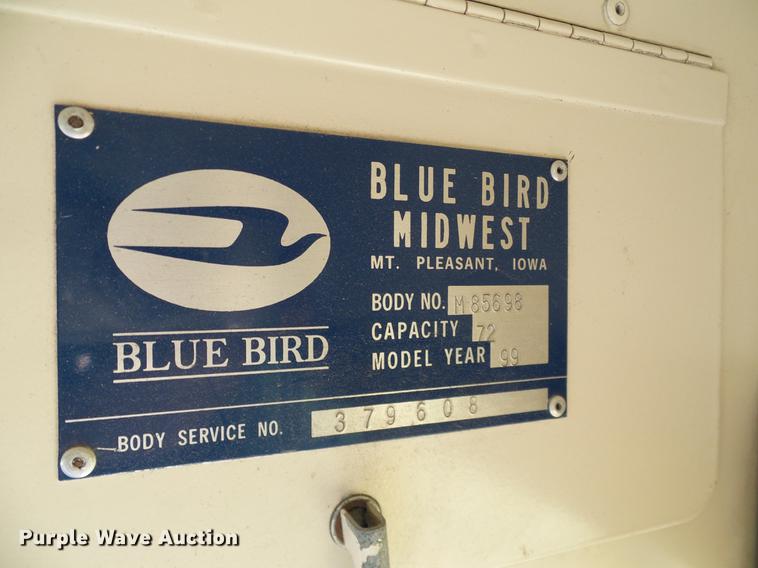 BLUE BIRD
BLUE BIRD
MIDWEST
MT. PLEASANT, IOWA
BODY NO. M85698
CAPACITY 72
MODEL YEAR 99
BODY SERVICE NO. 379608
Purple Wave Auction